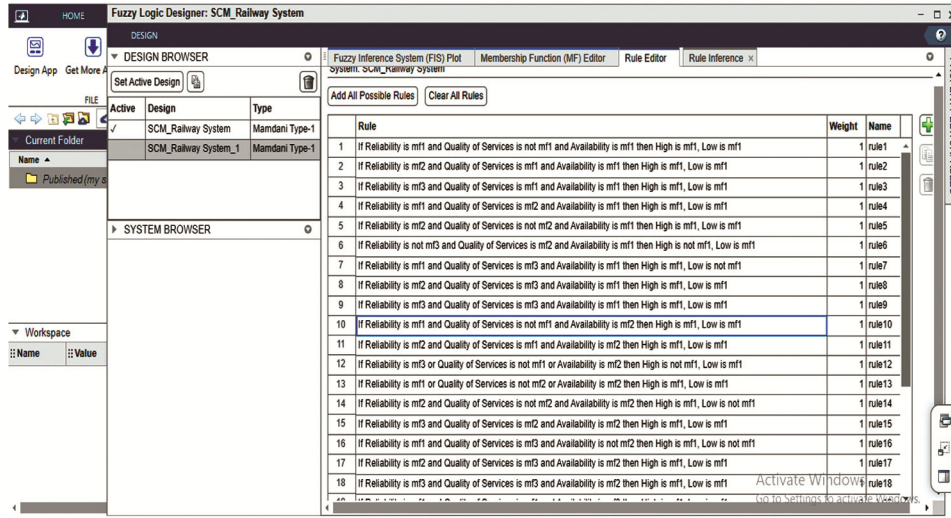 HOME
Fuzzy Logic Designer: SCM_Railway System
DESIGN
Design App Get More A
FILE
Current Folder
Name
Published (my s
Workspace
Name Value
DESIGN BROWSER
Set Active Design
Active Design Type
✓ SCM_Railway System Mamdani Type-1
SCM_Railway System_1 Mamdani Type-1
SYSTEM BROWSER
Fuzzy Inference System (FIS) Plot Membership Function (MF) Editor Rule Editor Rule Inference ×
System: SCM_Railway System
Add All Possible Rules Clear All Rules
Rule Weight Name
1 If Reliability is mf1 and Quality of Services is not mf1 and Availability is mf1 then High is mf1, Low is mf1 1 rule1
2 If Reliability is mf2 and Quality of Services is mf1 and Availability is mf1 then High is mf1, Low is mf1 1 rule2
3 If Reliability is mf3 and Quality of Services is mf1 and Availability is mf1 then High is mf1, Low is mf1 1 rule3
4 If Reliability is mf1 and Quality of Services is mf2 and Availability is mf1 then High is mf1, Low is mf1 1 rule4
5 If Reliability is mf2 and Quality of Services is not mf2 and Availability is mf1 then High is mf1, Low is mf1 1 rule5
6 If Reliability is not mf3 and Quality of Services is mf2 and Availability is mf1 then High is not mf1, Low is mf1 1 rule6
7 If Reliability is mf1 and Quality of Services is mf3 and Availability is mf1 then High is mf1, Low is not mf1 1 rule7
8 If Reliability is mf2 and Quality of Services is mf3 and Availability is mf1 then High is mf1, Low is mf1 1 rule8
9 If Reliability is mf3 and Quality of Services is mf3 and Availability is mf1 then High is mf1, Low is mf1 1 rule9
10 If Reliability is mf1 and Quality of Services is not mf1 and Availability is mf2 then High is mf1, Low is mf1 1 rule10
11 If Reliability is mf2 and Quality of Services is mf1 and Availability is mf2 then High is mf1, Low is mf1 1 rule11
12 If Reliability is mf3 or Quality of Services is not mf1 or Availability is mf2 then High is not mf1, Low is mf1 1 rule12
13 If Reliability is mf1 or Quality of Services is not mf2 or Availability is mf2 then High is mf1, Low is mf1 1 rule13
14 If Reliability is mf2 and Quality of Services is not mf2 and Availability is mf2 then High is mf1, Low is not mf1 1 rule14
15 If Reliability is mf3 and Quality of Services is mf2 and Availability is mf2 then High is mf1, Low is mf1 1 rule15
16 If Reliability is mf1 and Quality of Services is mf3 and Availability is not mf2 then High is mf1, Low is not mf1 1 rule16
17 If Reliability is mf2 and Quality of Services is mf3 and Availability is mf2 then High is mf1, Low is mf1 1 rule17
18 If Reliability is mf3 and Quality of Services is mf3 and Availability is mf2 then High is mf1, Low is mf1 1 rule18
Activate Windows
Go to Settings to activate Windows.